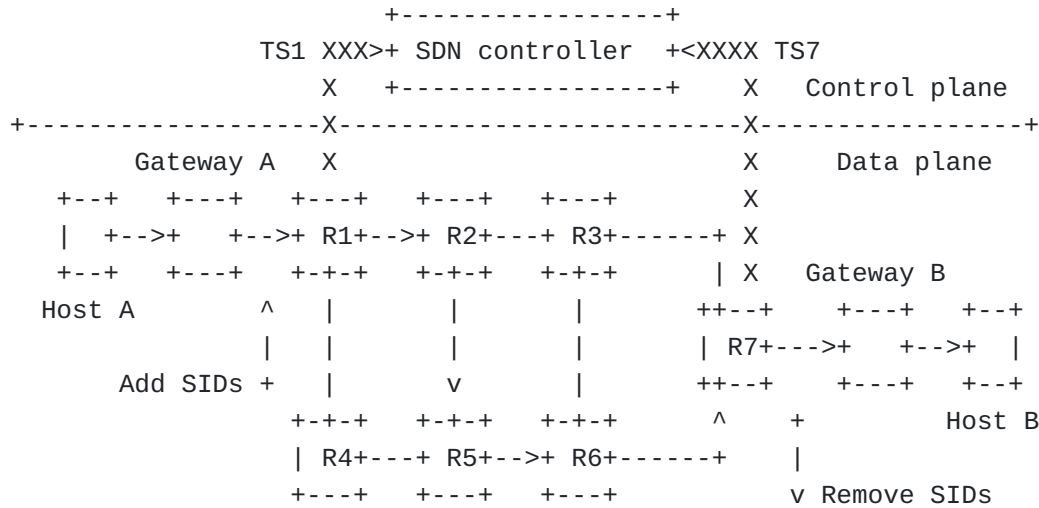 +-----------------+
                TS1 XXX>+ SDN controller  +<XXXX TS7
                    X   +-----------------+    X   Control plane
+-------------------X--------------------------X-----------------+
        Gateway A   X                          X     Data plane
   +--+   +---+   +---+   +---+   +---+        X
   |  +-->+   +-->+ R1+-->+ R2+---+ R3+------+ X
   +--+   +---+   +-+-+   +-+-+   +-+-+      | X   Gateway B
  Host A        ^   |       |       |       ++--+    +---+   +--+
                |   |       |       |       | R7+--->+   +-->+  |
       Add SIDs +   |       v       |       ++--+    +---+   +--+
                  +-+-+   +-+-+   +-+-+      ^    +         Host B
                  | R4+---+ R5+-->+ R6+------+    |
                  +---+   +---+   +---+           v Remove SIDs